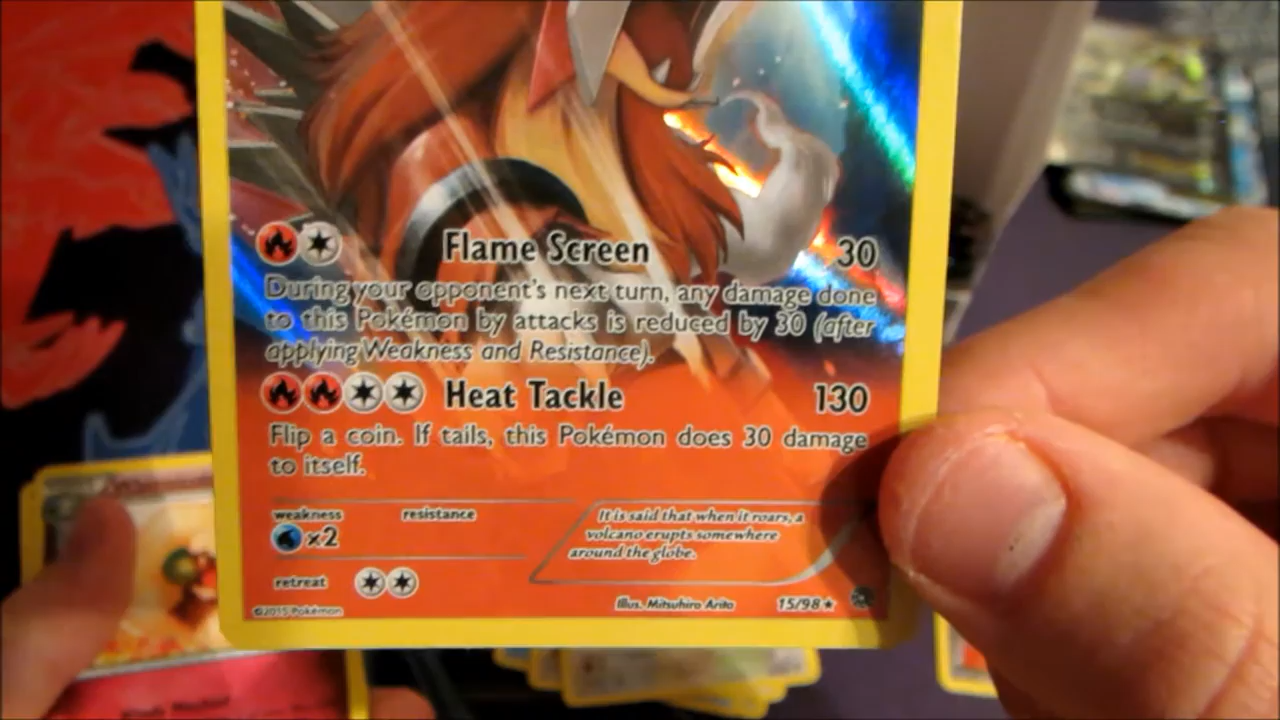 Flame Screen 30
During your opponent's next turn, any damage done
to this Pokémon by attacks is reduced by 30 (after
applying Weakness and Resistance).
Heat Tackle 130
Flip a coin. If tails, this Pokémon does 30 damage
to itself.
weakness resistance
x2
It is said that when it roars, a
volcano erupts somewhere
around the globe.
retreat
©2015 Pokémon
Illus. Mitsuhiro Arita 15/98